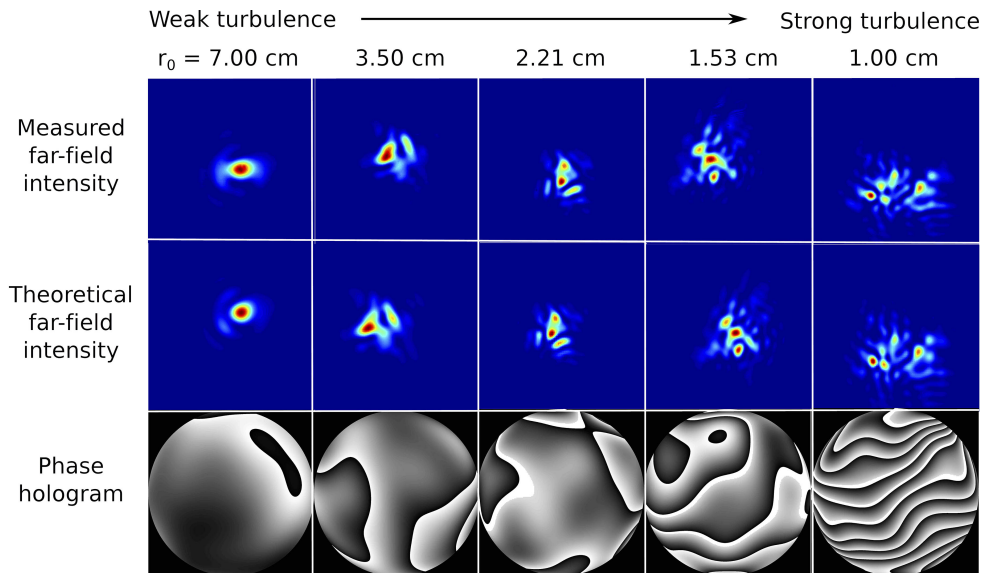 Weak turbulence
Strong turbulence
r₀ = 7.00 cm
3.50 cm
2.21 cm
1.53 cm
1.00 cm
Measured
far-field
intensity
Theoretical
far-field
intensity
Phase
hologram